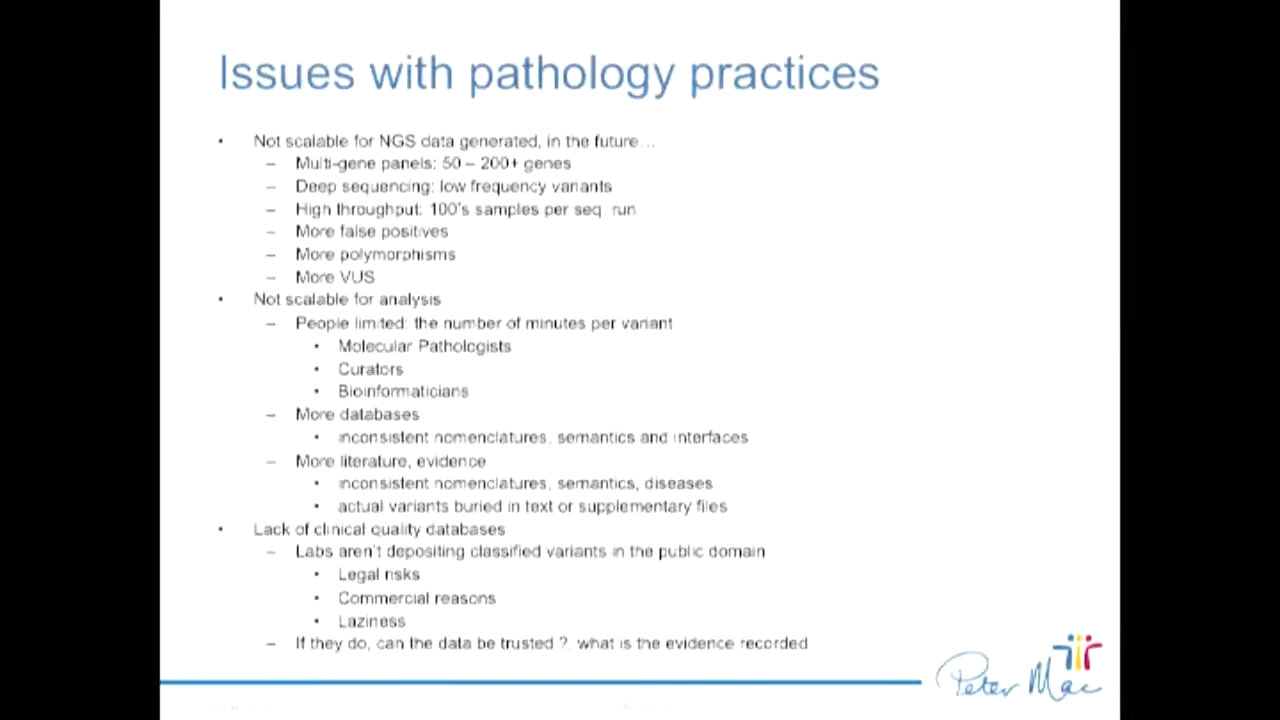 Issues with pathology practices
• Not scalable for NGS data generated, in the future...
– Multi-gene panels: 50 – 200+ genes
– Deep sequencing: low frequency variants
– High throughput: 100's samples per seq run
– More false positives
– More polymorphisms
– More VUS
• Not scalable for analysis
– People limited: the number of minutes per variant
• Molecular Pathologists
• Curators
• Bioinformaticians
– More databases
• inconsistent nomenclatures, semantics and interfaces
– More literature, evidence
• inconsistent nomenclatures, semantics, diseases
• actual variants buried in text or supplementary files
• Lack of clinical quality databases
– Labs aren't depositing classified variants in the public domain
• Legal risks
• Commercial reasons
• Laziness
– If they do, can the data be trusted ?, what is the evidence recorded
Peter Mac